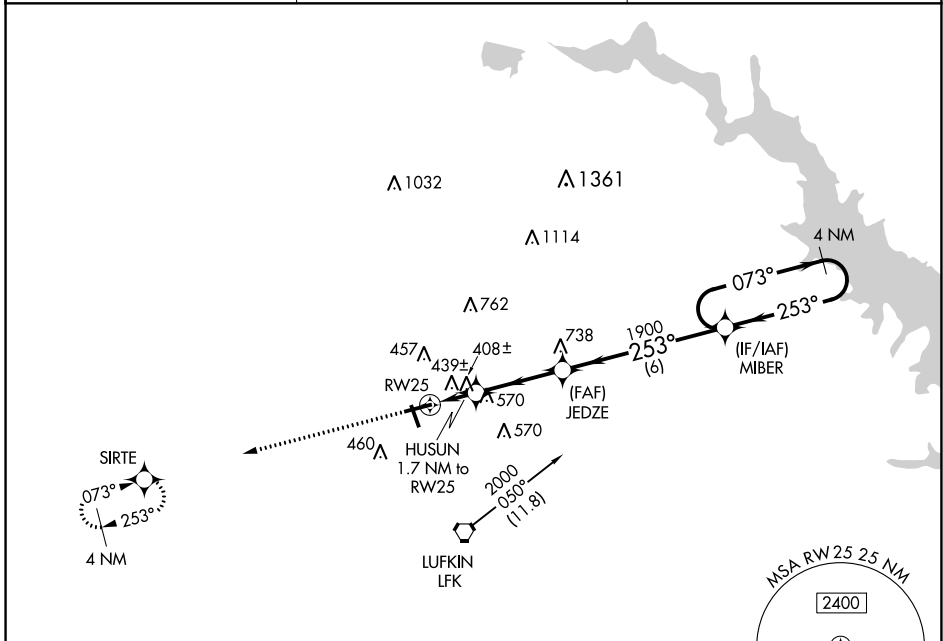 1032
1361
1114
4 NM
073°
253°
762
(IF/IAF)
MIBER
1900
253°
(6)
738
457
439±
408±
RW25
570
(FAF)
JEDZE
570
460
HUSUN
1.7 NM to
RW25
SIRTE
073°
253°
4 NM
2000
050°
(11.8)
LUFKIN
LFK
MSA RW25 25 NM
2400